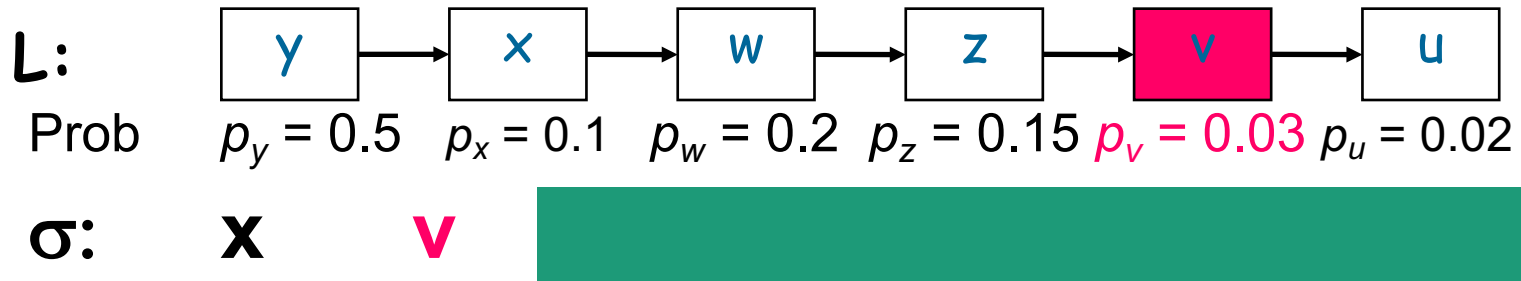 L: y x w z v u
Prob p_y = 0.5 p_x = 0.1 p_w = 0.2 p_z = 0.15 p_v = 0.03 p_u = 0.02
σ: x v